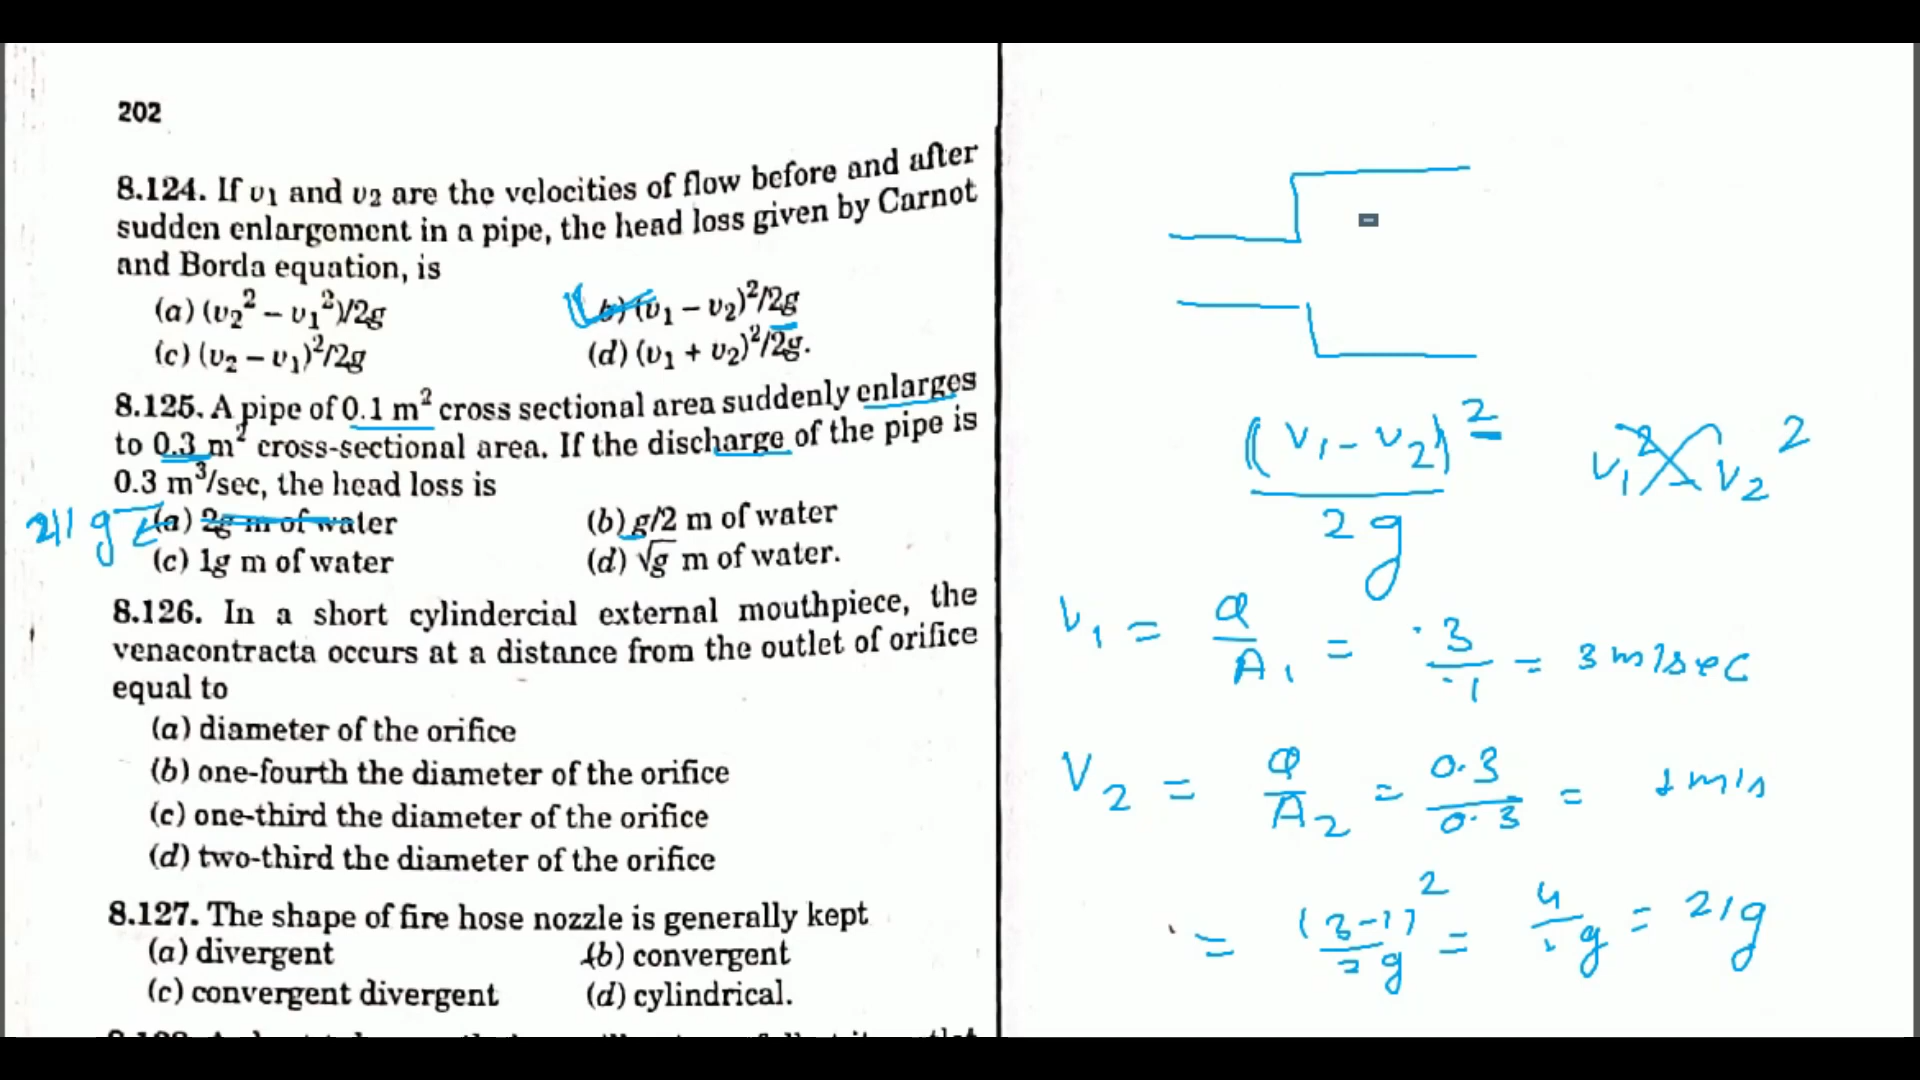 202
8.124. If v₁ and v₂ are the velocities of flow before and after
sudden enlargement in a pipe, the head loss given by Carnot
and Borda equation, is
(a) (v₂² – v₁²)/2g (b) (v₁ – v₂)²/2g
(c) (v₂ – v₁)²/2g (d) (v₁ + v₂)²/2g.
8.125. A pipe of 0.1 m² cross sectional area suddenly enlarges
to 0.3 m² cross-sectional area. If the discharge of the pipe is
0.3 m³/sec, the head loss is
(a) 2g m of water (b) g/2 m of water
(c) 1g m of water (d) √g m of water.
8.126. In a short cylindercial external mouthpiece, the
venacontracta occurs at a distance from the outlet of orifice
equal to
(a) diameter of the orifice
(b) one-fourth the diameter of the orifice
(c) one-third the diameter of the orifice
(d) two-third the diameter of the orifice
8.127. The shape of fire hose nozzle is generally kept
(a) divergent (b) convergent
(c) convergent divergent (d) cylindrical.
(v₁ – v₂)²/2g v₁² – v₂²
V₁ = Q/A₁ = .3/.1 = 3 m/sec
V₂ = Q/A₂ = 0.3/0.3 = 1 m/s
= (3-1)²/2g = 4/2g = 2/g